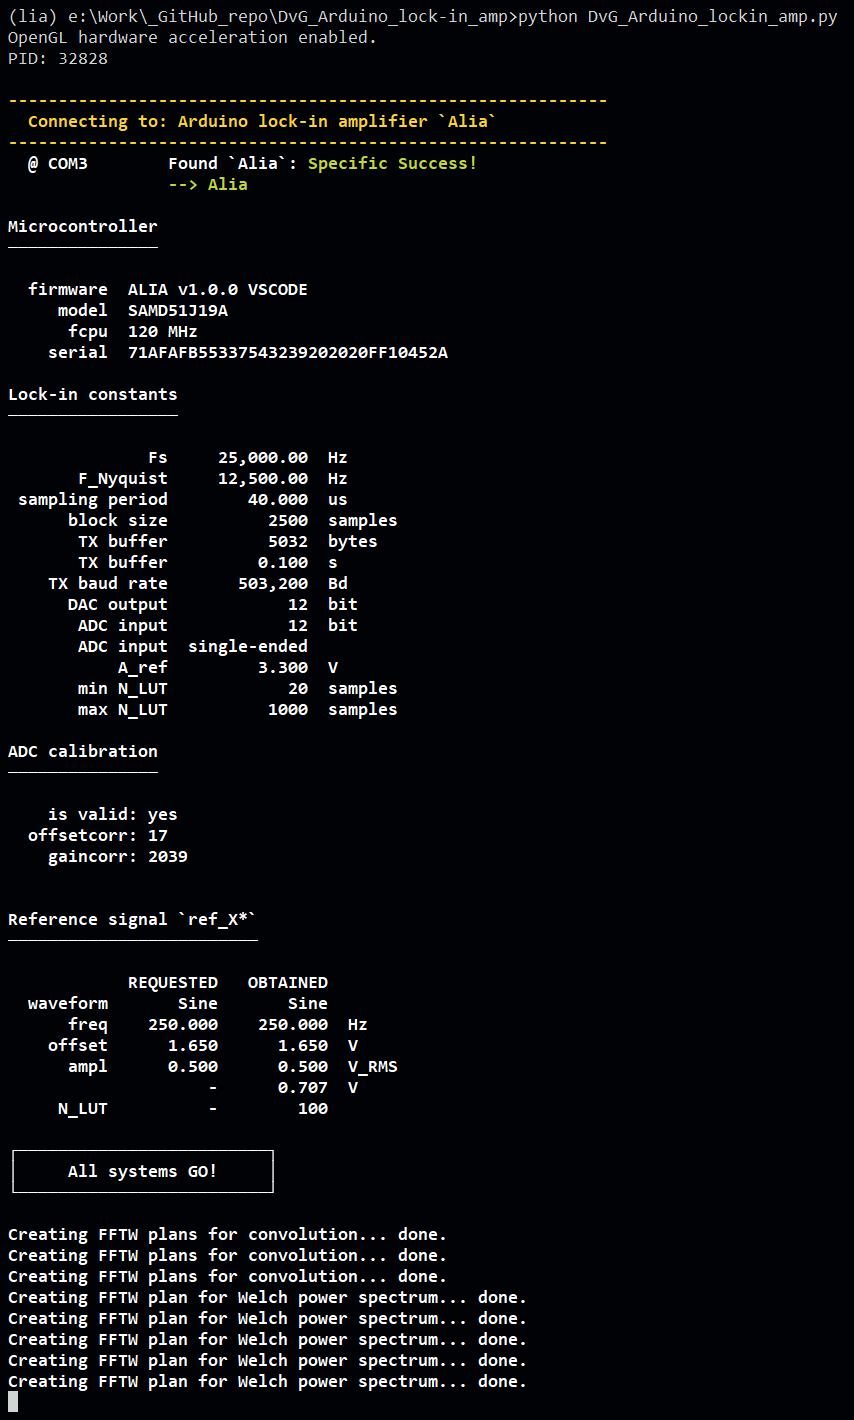 (lia) e:\Work\_GitHub_repo\DvG_Arduino_lock-in_amp>python DvG_Arduino_lockin_amp.py
OpenGL hardware acceleration enabled.
PID: 32828
------------------------------------------------------------
  Connecting to: Arduino lock-in amplifier `Alia`
------------------------------------------------------------
  @ COM3        Found `Alia`: Specific Success!
                --> Alia
Microcontroller
───────────────
  firmware  ALIA v1.0.0 VSCODE
     model  SAMD51J19A
      fcpu  120 MHz
    serial  71AFAFB55337543239202020FF10452A
Lock-in constants
─────────────────
              Fs     25,000.00  Hz
       F_Nyquist     12,500.00  Hz
 sampling period        40.000  us
      block size          2500  samples
       TX buffer          5032  bytes
       TX buffer         0.100  s
    TX baud rate       503,200  Bd
      DAC output            12  bit
       ADC input            12  bit
       ADC input  single-ended
           A_ref         3.300  V
       min N_LUT            20  samples
       max N_LUT          1000  samples
ADC calibration
───────────────
    is valid: yes
  offsetcorr: 17
    gaincorr: 2039
Reference signal `ref_X*`
─────────────────────────
            REQUESTED   OBTAINED
  waveform       Sine       Sine
      freq    250.000    250.000  Hz
    offset      1.650      1.650  V
      ampl      0.500      0.500  V_RMS
                    -      0.707  V
     N_LUT          -        100
      All systems GO!
Creating FFTW plans for convolution... done.
Creating FFTW plans for convolution... done.
Creating FFTW plans for convolution... done.
Creating FFTW plan for Welch power spectrum... done.
Creating FFTW plan for Welch power spectrum... done.
Creating FFTW plan for Welch power spectrum... done.
Creating FFTW plan for Welch power spectrum... done.
Creating FFTW plan for Welch power spectrum... done.